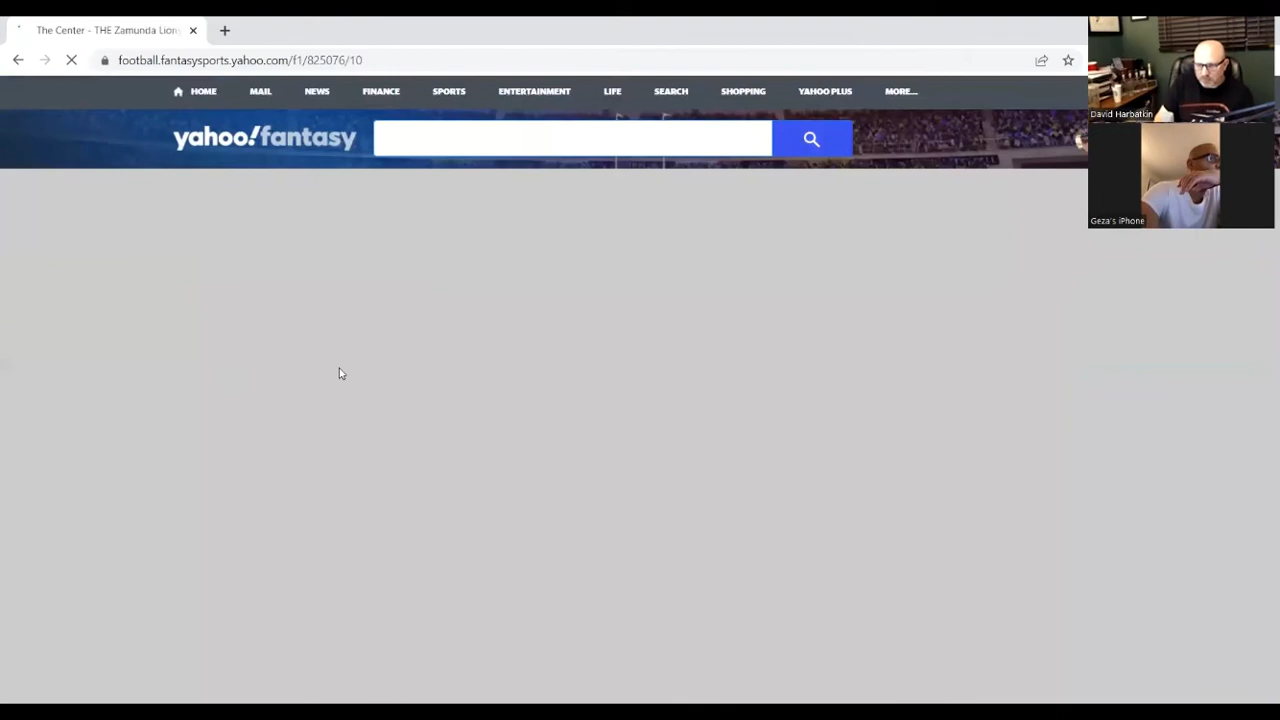 The Center - THE Zamunda Lion
football.fantasysports.yahoo.com/f1/825076/10
HOME MAIL NEWS FINANCE SPORTS ENTERTAINMENT LIFE SEARCH SHOPPING YAHOO PLUS MORE...
yahoo!fantasy
David Harbatkin
Geza's iPhone